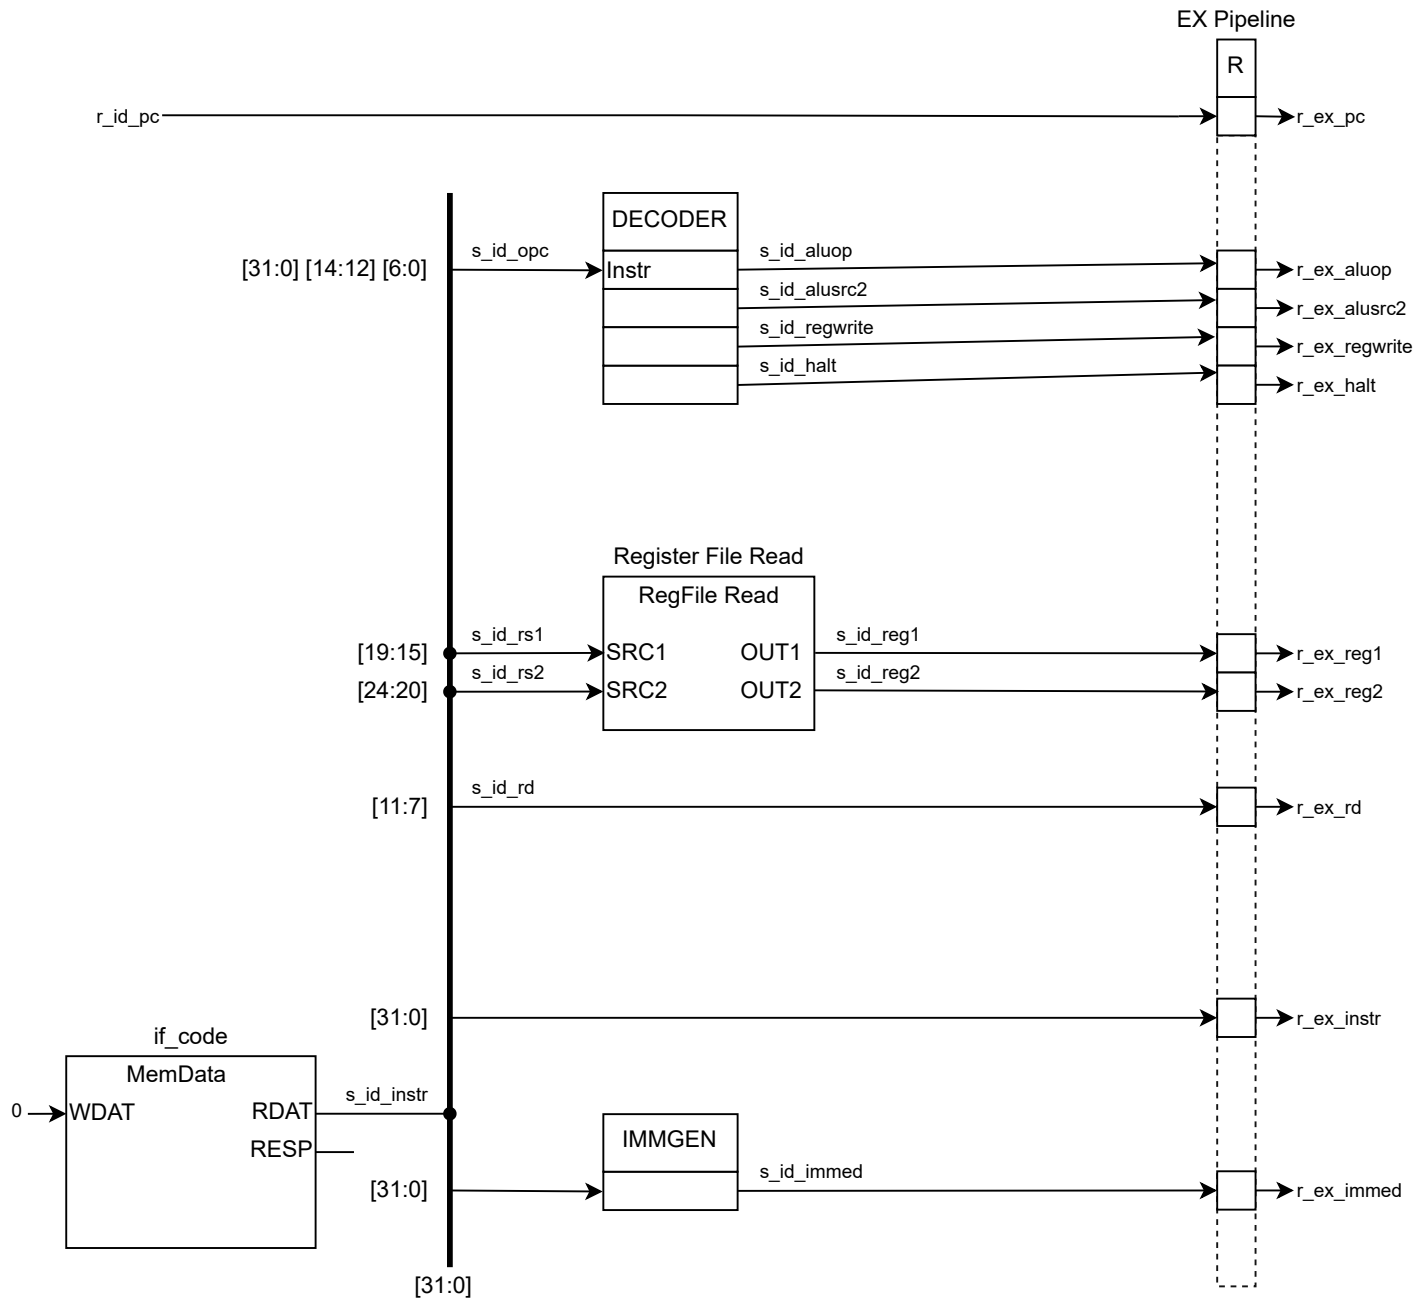 EX Pipeline
R
r_id_pc
r_ex_pc
DECODER
[31:0] [14:12] [6:0]
s_id_opc
Instr
s_id_aluop
r_ex_aluop
s_id_alusrc2
r_ex_alusrc2
s_id_regwrite
r_ex_regwrite
s_id_halt
r_ex_halt
Register File Read
RegFile Read
[19:15]
s_id_rs1
SRC1
OUT1
s_id_reg1
r_ex_reg1
[24:20]
s_id_rs2
SRC2
OUT2
s_id_reg2
r_ex_reg2
[11:7]
s_id_rd
r_ex_rd
[31:0]
r_ex_instr
if_code
MemData
0
WDAT
RDAT
s_id_instr
RESP
IMMGEN
[31:0]
s_id_immed
r_ex_immed
[31:0]